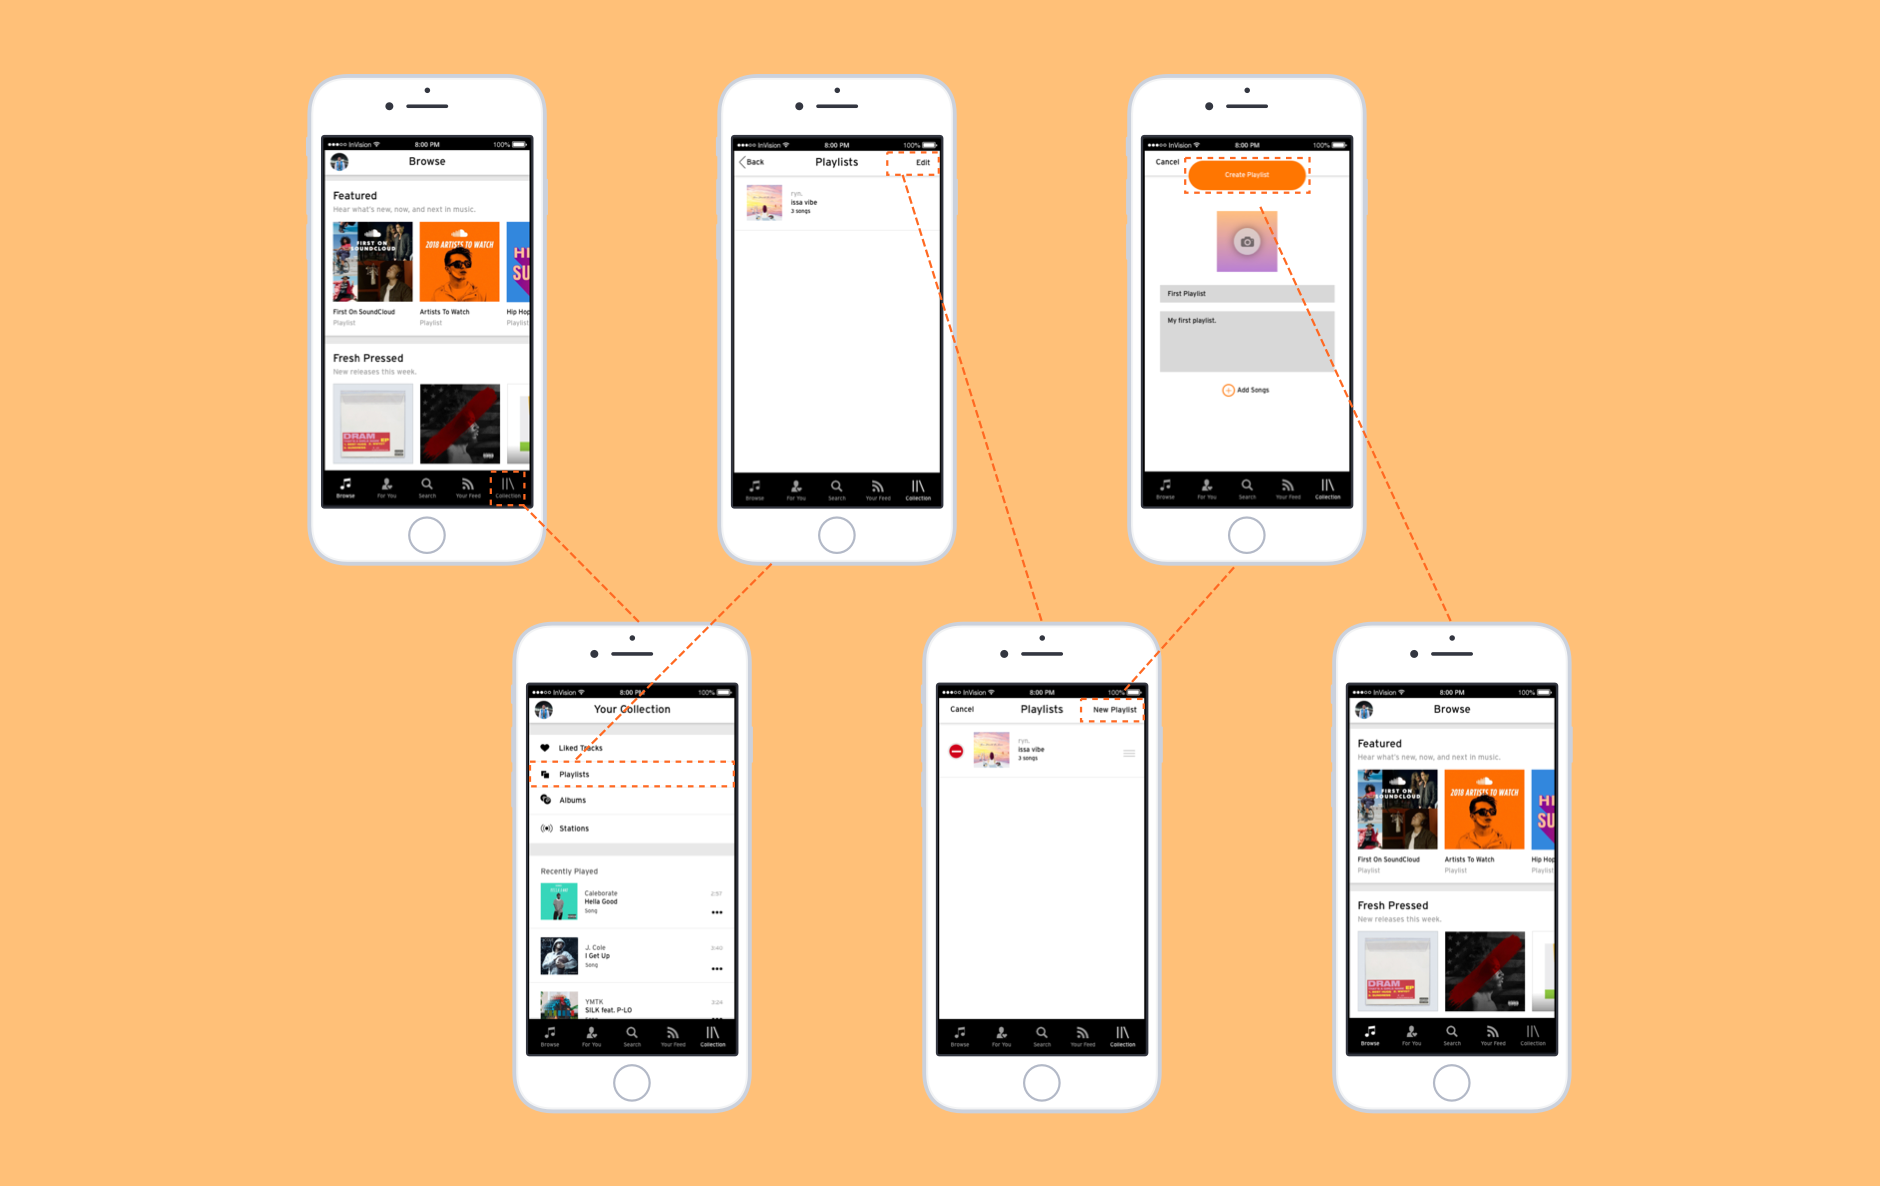 ●●●○○ InVision 8:00 PM 100%
Browse
Featured
Hear what's new, now, and next in music.
FIRST ON
SOUNDCLOUD
2018 ARTISTS TO WATCH
HI
SU
First On SoundCloud
Playlist
Artists To Watch
Playlist
Hip Hop
Playlist
Fresh Pressed
New releases this week.
DRAM
EP
Browse For You Search Your Feed Collection
●●●○○ InVision 8:00 PM 100%
Back Playlists Edit
ryn.
issa vibe
3 songs
Browse For You Search Your Feed Collection
●●●○○ InVision 8:00 PM 100%
Cancel
Create Playlist
First Playlist
My first playlist.
Add Songs
Browse For You Search Your Feed Collection
●●●○○ InVision 8:00 PM 100%
Your Collection
Liked Tracks
Playlists
Albums
Stations
Recently Played
Caleborate 2:57
Hella Good
Song
J. Cole 3:40
I Get Up
Song
YMTK 3:24
SILK feat. P-LO
Browse For You Search Your Feed Collection
●●●○○ InVision 8:00 PM 100%
Cancel Playlists New Playlist
ryn.
issa vibe
3 songs
Browse For You Search Your Feed Collection
●●●○○ InVision 8:00 PM 100%
Browse
Featured
Hear what's new, now, and next in music.
FIRST ON
SOUNDCLOUD
2018 ARTISTS TO WATCH
HI
SU
First On SoundCloud
Playlist
Artists To Watch
Playlist
Hip Hop
Playlist
Fresh Pressed
New releases this week.
DRAM
EP
Browse For You Search Your Feed Collection